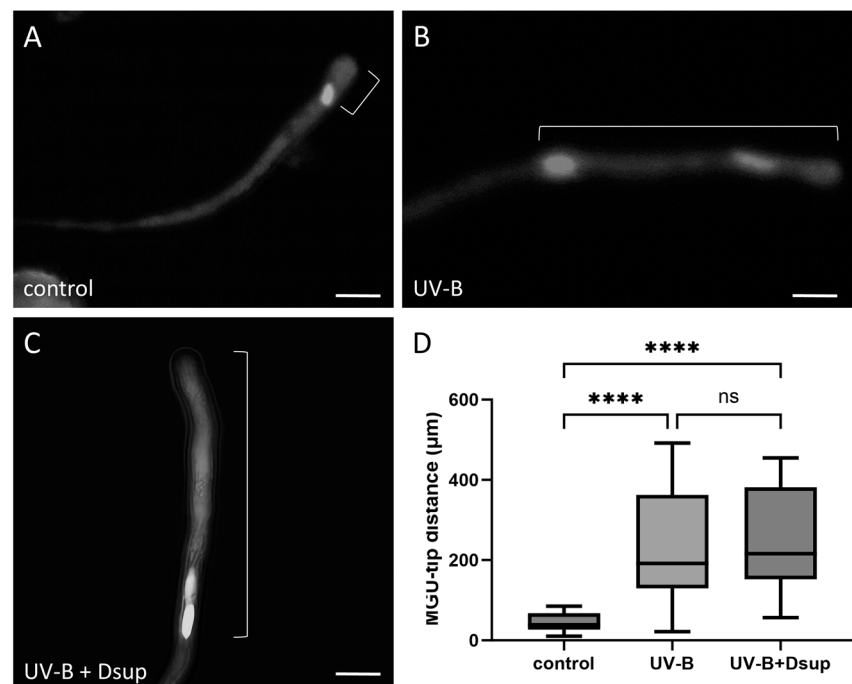 A
control
B
UV-B
C
UV-B + Dsup
D
****
**** ns
MGU-tip distance (µm)
600
400
200
0
control UV-B UV-B+Dsup